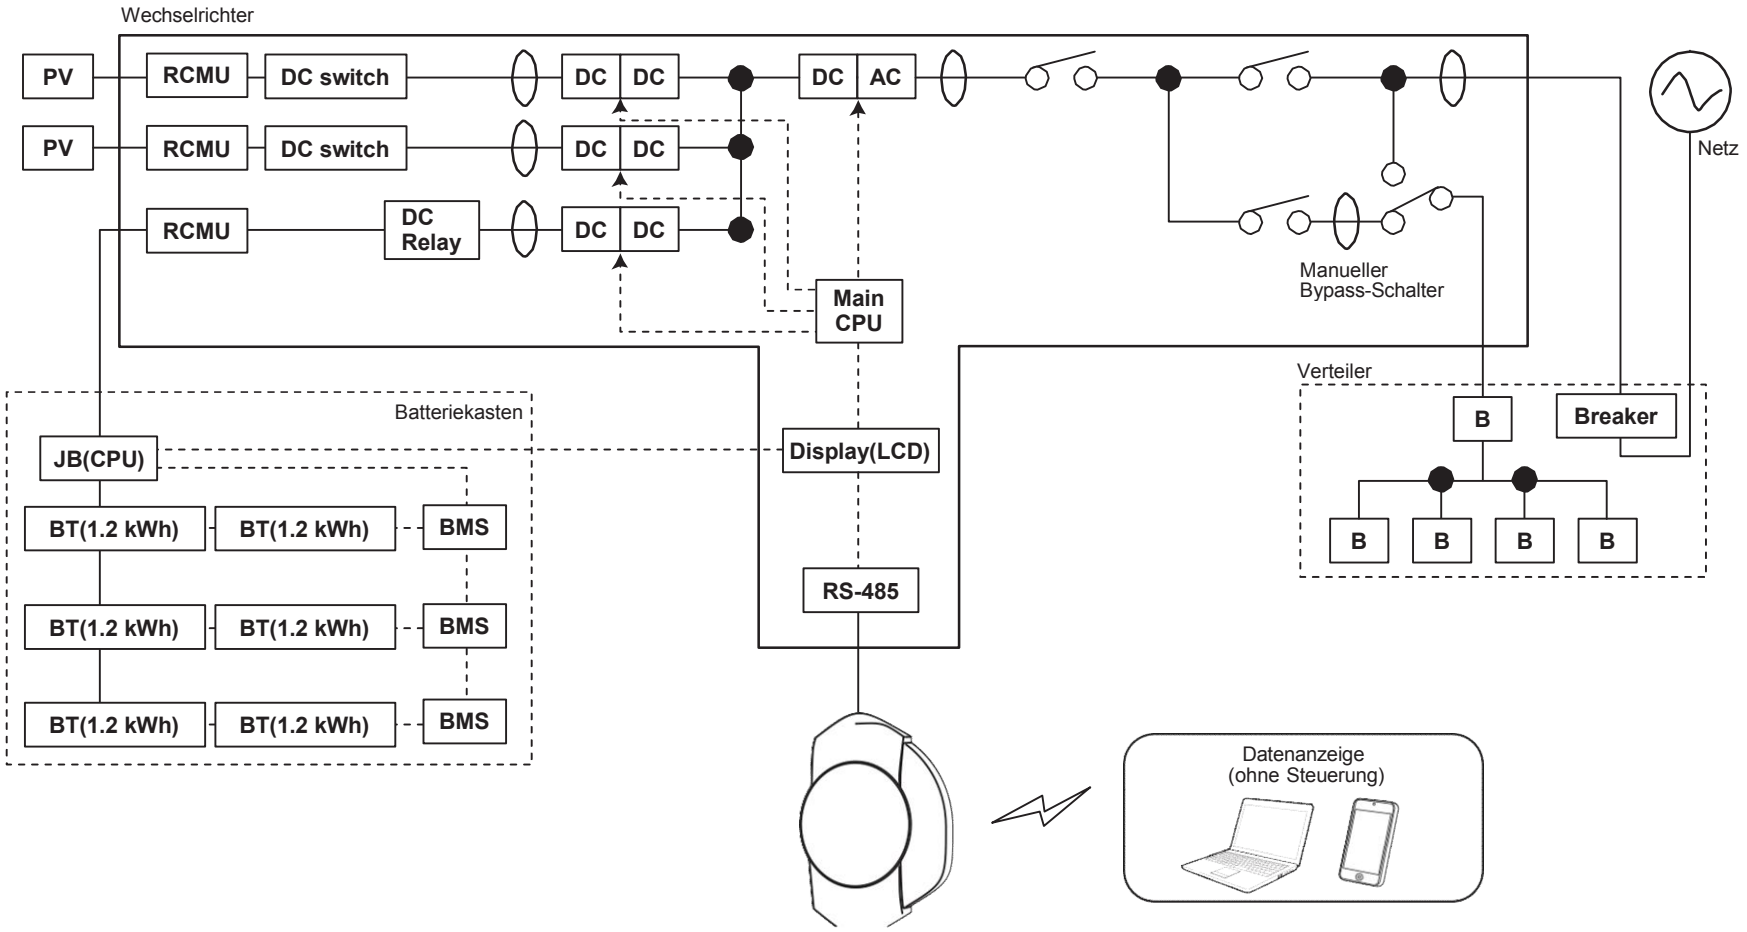 Wechselrichter
PV
RCMU
DC switch
DC
DC
DC
AC
Netz
PV
RCMU
DC switch
DC
DC
RCMU
DC
Relay
DC
DC
Manueller
Bypass-Schalter
Main
CPU
Verteiler
Batteriekasten
B
Breaker
JB(CPU)
Display(LCD)
BT(1.2 kWh)
BT(1.2 kWh)
BMS
B
B
B
B
RS-485
BT(1.2 kWh)
BT(1.2 kWh)
BMS
BT(1.2 kWh)
BT(1.2 kWh)
BMS
Datenanzeige
(ohne Steuerung)